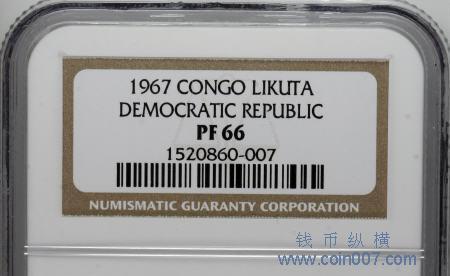 1967 CONGO LIKUTA
DEMOCRATIC REPUBLIC
PF 66
1520860-007
NUMISMATIC GUARANTY CORPORATION
钱币纵横
www.coin007.com